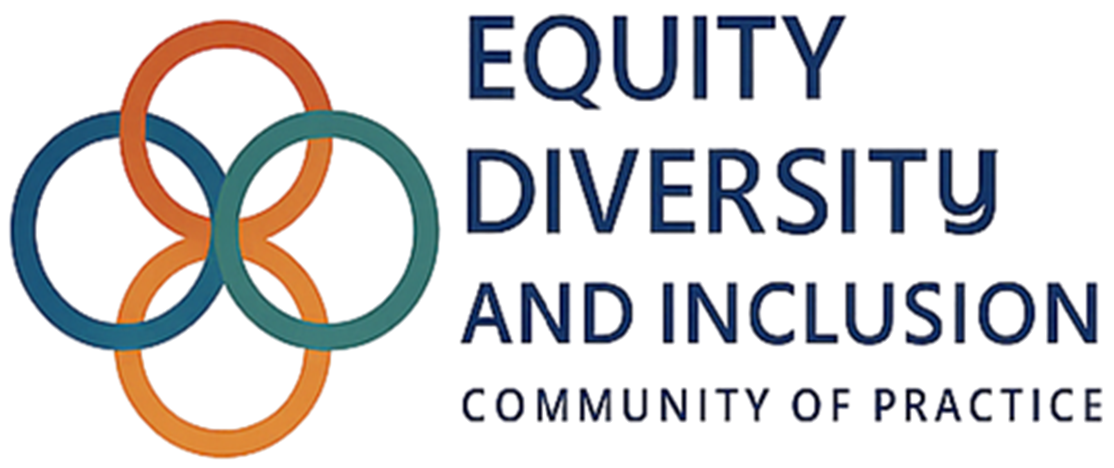 EQUITY
DIVERSITY
AND INCLUSION
COMMUNITY OF PRACTICE